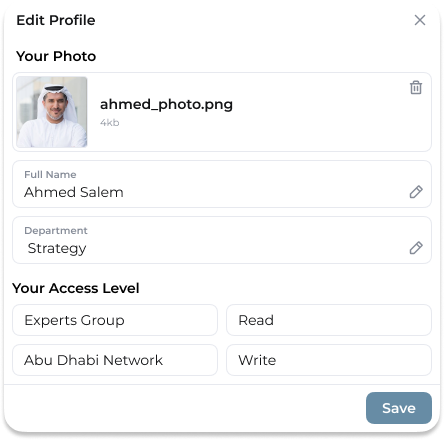 Edit Profile
Your Photo
ahmed_photo.png
4kb
Full Name
Ahmed Salem
Department
Strategy
Your Access Level
Experts Group
Read
Abu Dhabi Network
Write
Save